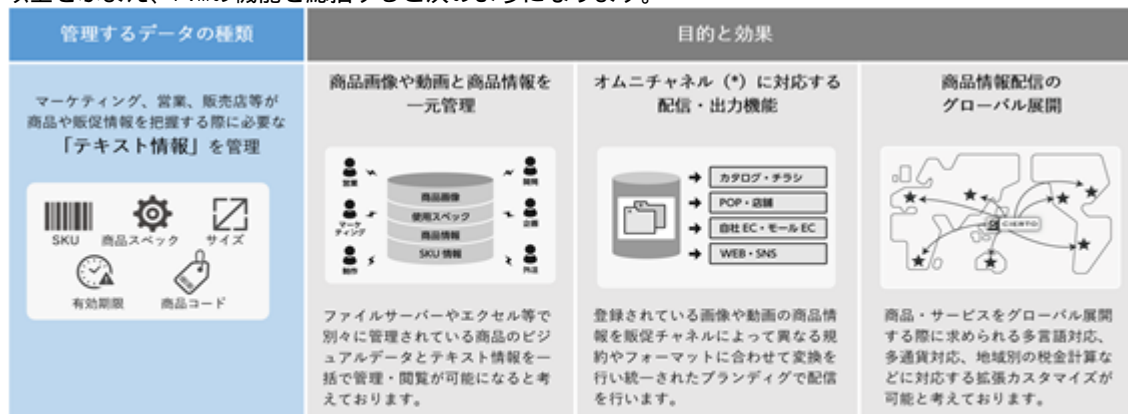 管理するデータの種類
目的と効果
マーケティング、営業、販売店等が
商品や販促情報を把握する際に必要な
「テキスト情報」を管理
SKU
商品スペック
サイズ
有効期限
商品コード
商品画像や動画と商品情報を
一元管理
営業
マーケ
ティング
制作
商品画像
使用スペック
商品情報
SKU 情報
企画
ファイルサーバーやエクセル等で
別々に管理されている商品のビジ
ュアルデータとテキスト情報を一
括で管理・閲覧が可能になると考
えております。
オムニチャネル(*)に対応する
配信・出力機能
カタログ・チラシ
POP・店舗
自社 EC・モール EC
WEB・SNS
登録されている画像や動画の商品情
報を販促チャネルによって異なる規
約やフォーマットに合わせて変換を
行い統一されたブランディグで配信
を行います。
商品情報配信の
グローバル展開
CIERTO
商品・サービスをグローバル展開
する際に求められる多言語対応、
多通貨対応、地域別の税金計算な
どに対応する拡張カスタマイズが
可能と考えております。